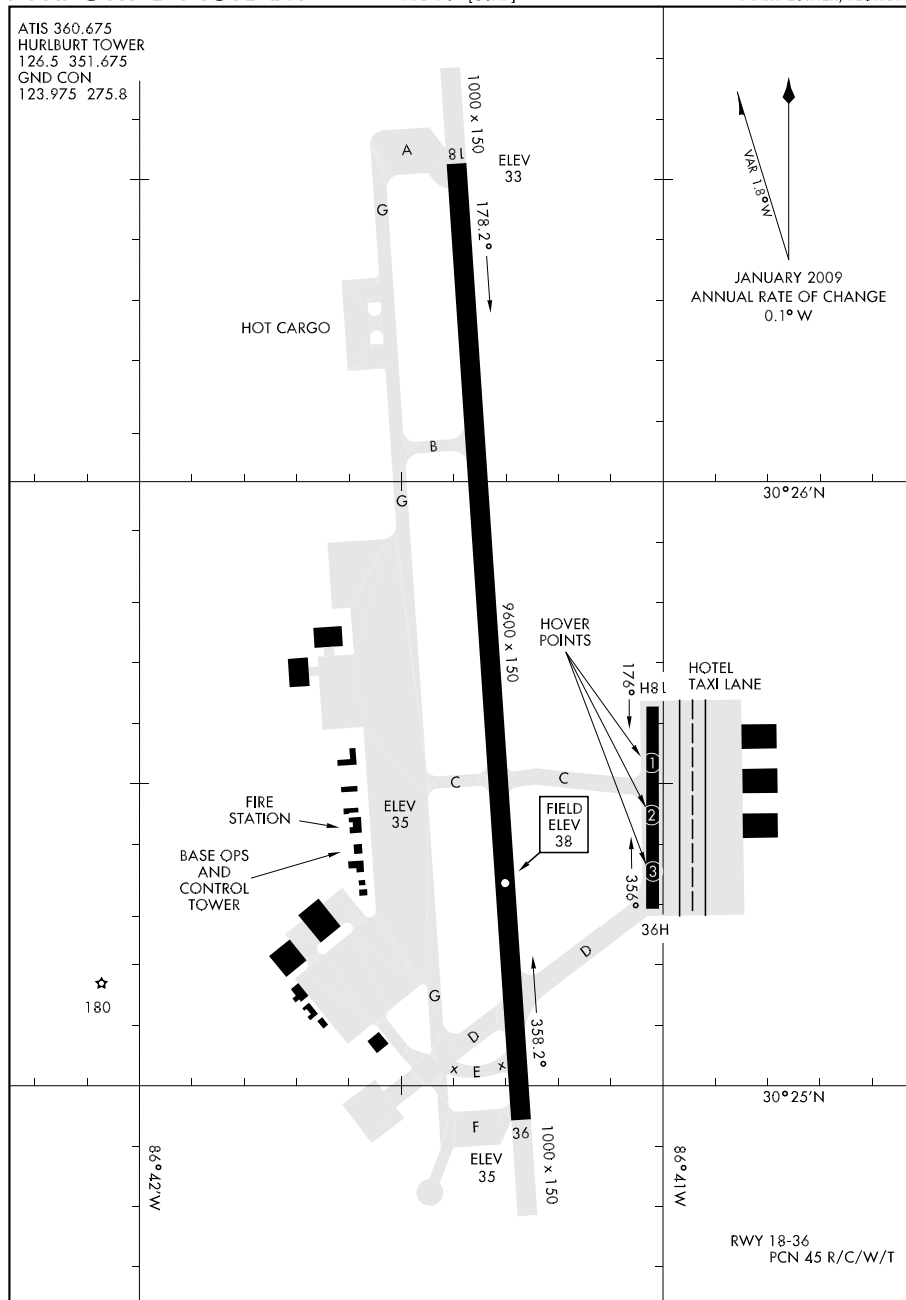 ATIS 360.675
HURLBURT TOWER
126.5 351.675
GND CON
123.975 275.8
1000 x 150
A
18
ELEV
33
G
178.2°
VAR 1.8°W
JANUARY 2009
ANNUAL RATE OF CHANGE
0.1° W
HOT CARGO
B
G
30°26'N
9600 x 150
HOVER
POINTS
176°
18H
HOTEL
TAXI LANE
1
C
C
2
FIRE
STATION
ELEV
35
FIELD
ELEV
38
BASE OPS
AND
CONTROL
TOWER
3
356°
36H
D
180
G
358.2°
D
x E x
30°25'N
F
36
ELEV
35
1000 x 150
86°42'W
86°41'W
RWY 18-36
PCN 45 R/C/W/T